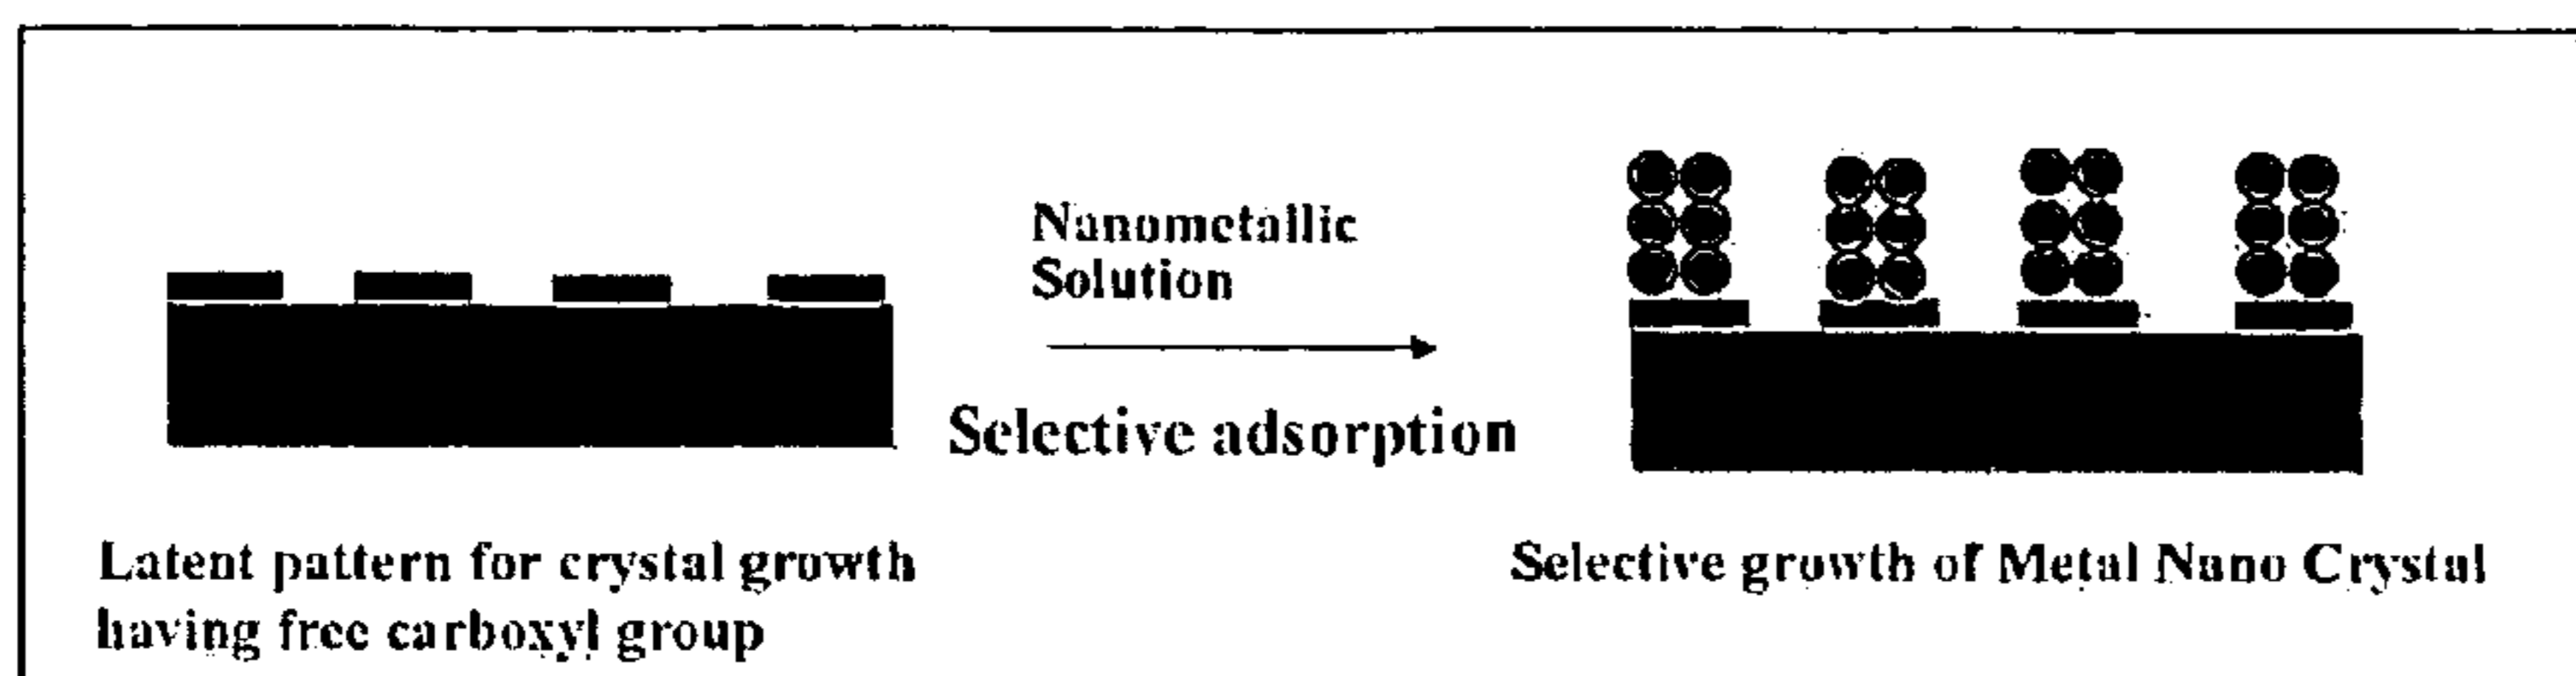 Nanometallic
Solution
Selective adsorption
Latent pattern for crystal growth
having free carboxyl group
Selective growth of Metal Nano Crystal